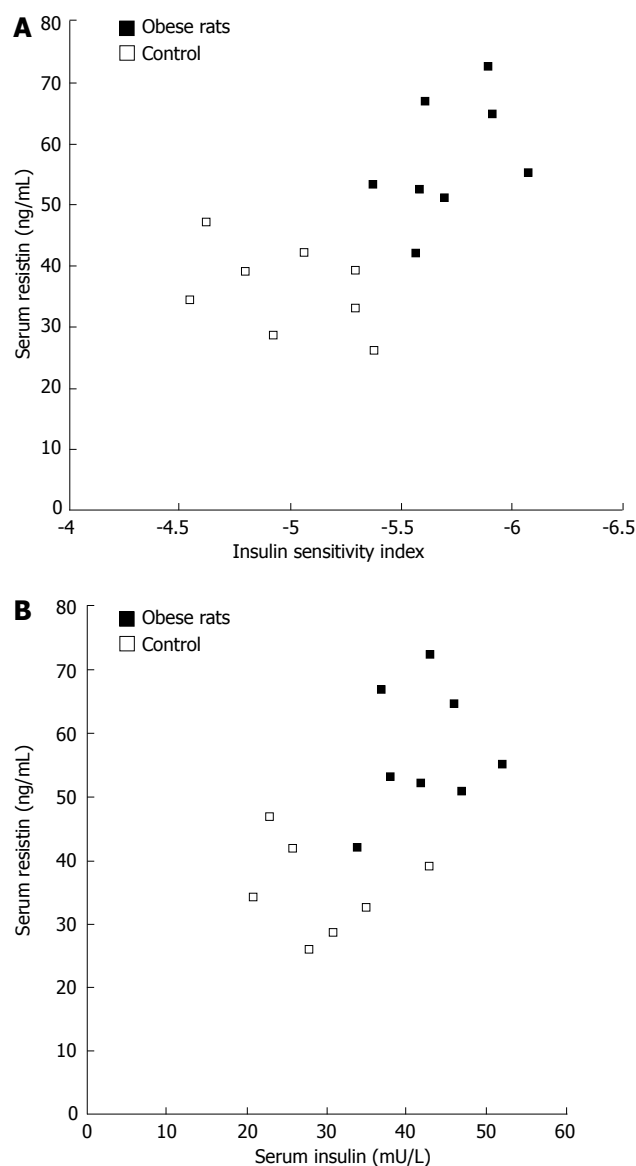 A
Obese rats
Control
Serum resistin (ng/mL)
80
70
60
50
40
30
20
10
0
-4 -4.5 -5 -5.5 -6 -6.5
Insulin sensitivity index
B
Obese rats
Control
Serum resistin (ng/mL)
80
70
60
50
40
30
20
10
0
0 10 20 30 40 50 60
Serum insulin (mU/L)